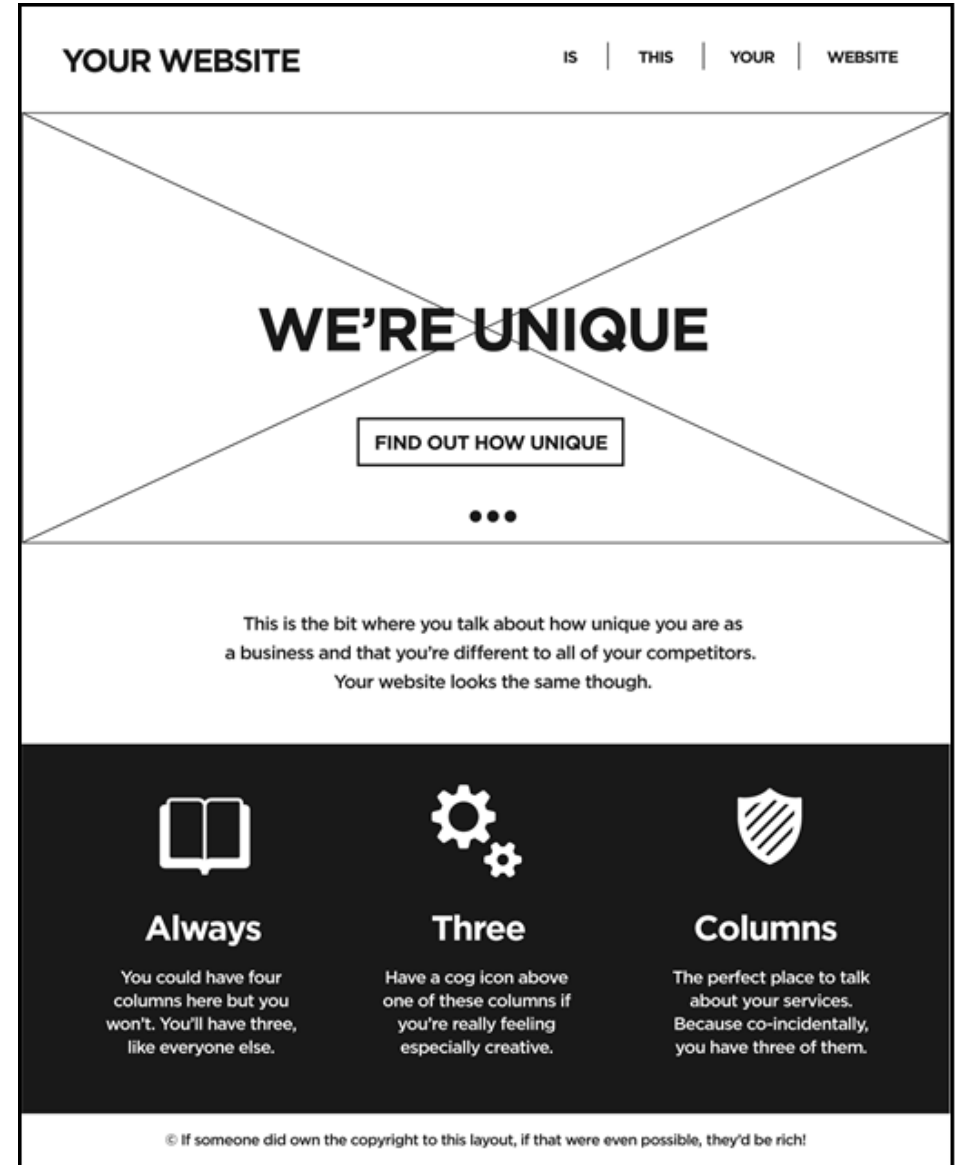 YOUR WEBSITE
IS | THIS | YOUR | WEBSITE
WE’RE UNIQUE
FIND OUT HOW UNIQUE
This is the bit where you talk about how unique you are as
a business and that you’re different to all of your competitors.
Your website looks the same though.
Always
You could have four
columns here but you
won’t. You’ll have three,
like everyone else.
Three
Have a cog icon above
one of these columns if
you’re really feeling
especially creative.
Columns
The perfect place to talk
about your services.
Because co-incidentally,
you have three of them.
© If someone did own the copyright to this layout, if that were even possible, they’d be rich!